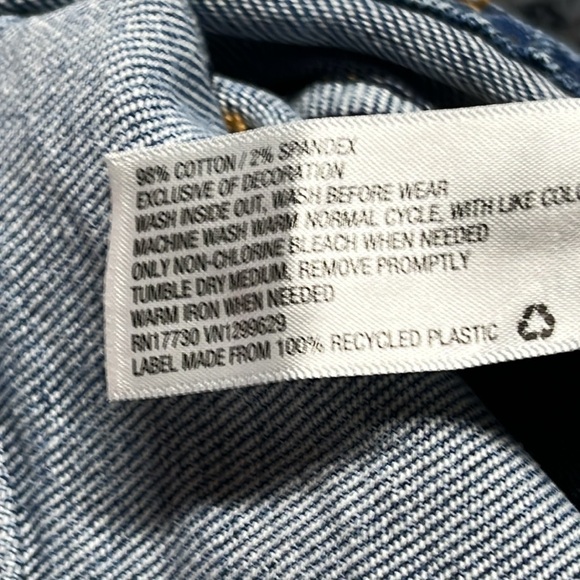 98% COTTON / 2% SPANDEX
EXCLUSIVE OF DECORATION
WASH INSIDE OUT, WASH BEFORE WEAR
MACHINE WASH WARM, NORMAL CYCLE, WITH LIKE
ONLY NON-CHLORINE BLEACH WHEN NEEDED
TUMBLE DRY MEDIUM, REMOVE PROMPTLY
WARM IRON WHEN NEEDED
RN17730 VN1299629
LABEL MADE FROM 100% RECYCLED PLASTIC